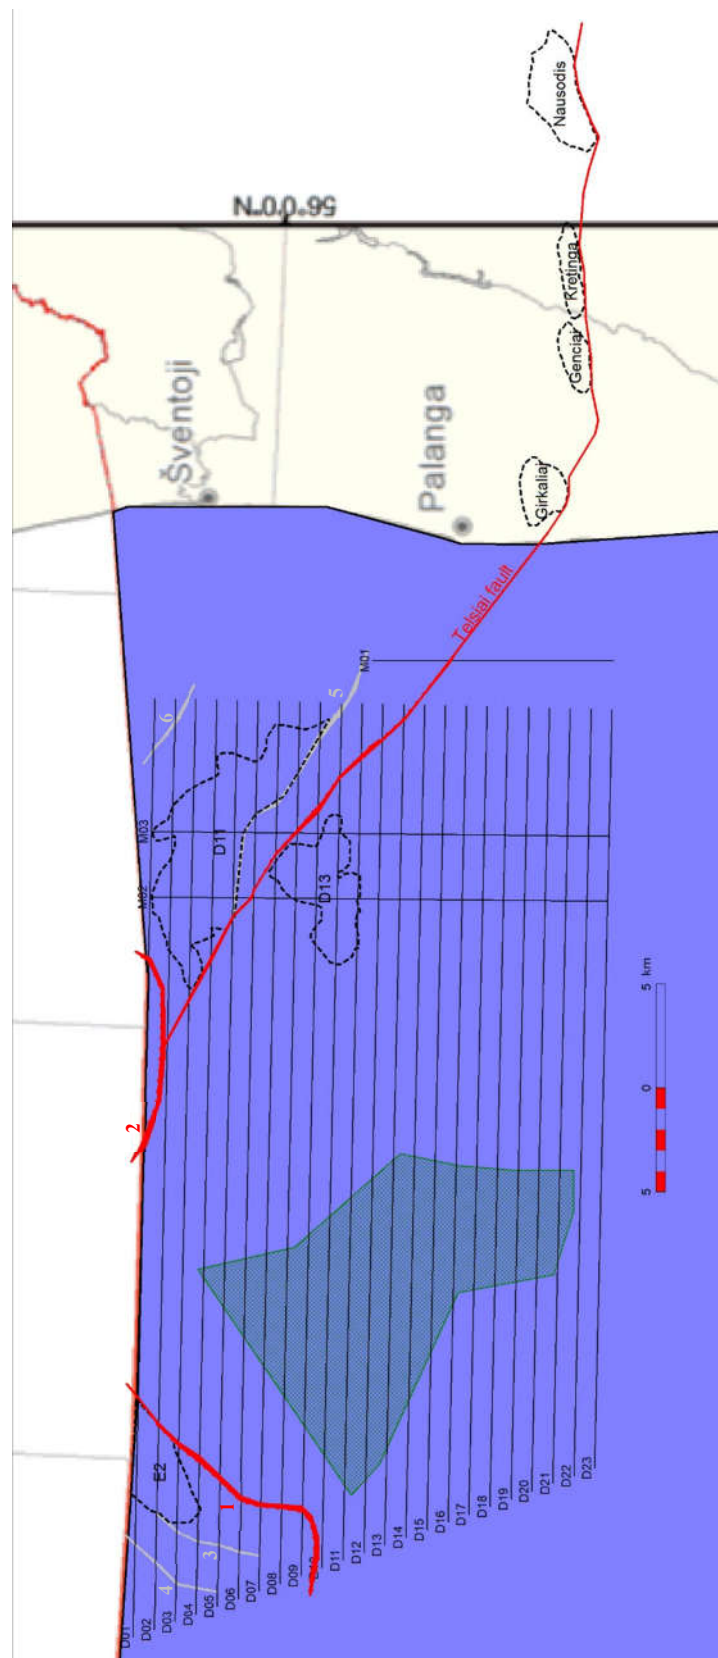 Nausodis
56°0'0"N
Kretinga
Genciai
Šventoji
Palanga
Girkaliai
Telsiai fault
M01
5
6
M03
D11
M02
D13
2
5 0 5 km
E2
1
3
4
D01
D02
D03
D04
D05
D06
D07
D08
D09
D10
D11
D12
D13
D14
D15
D16
D17
D18
D19
D20
D21
D22
D23